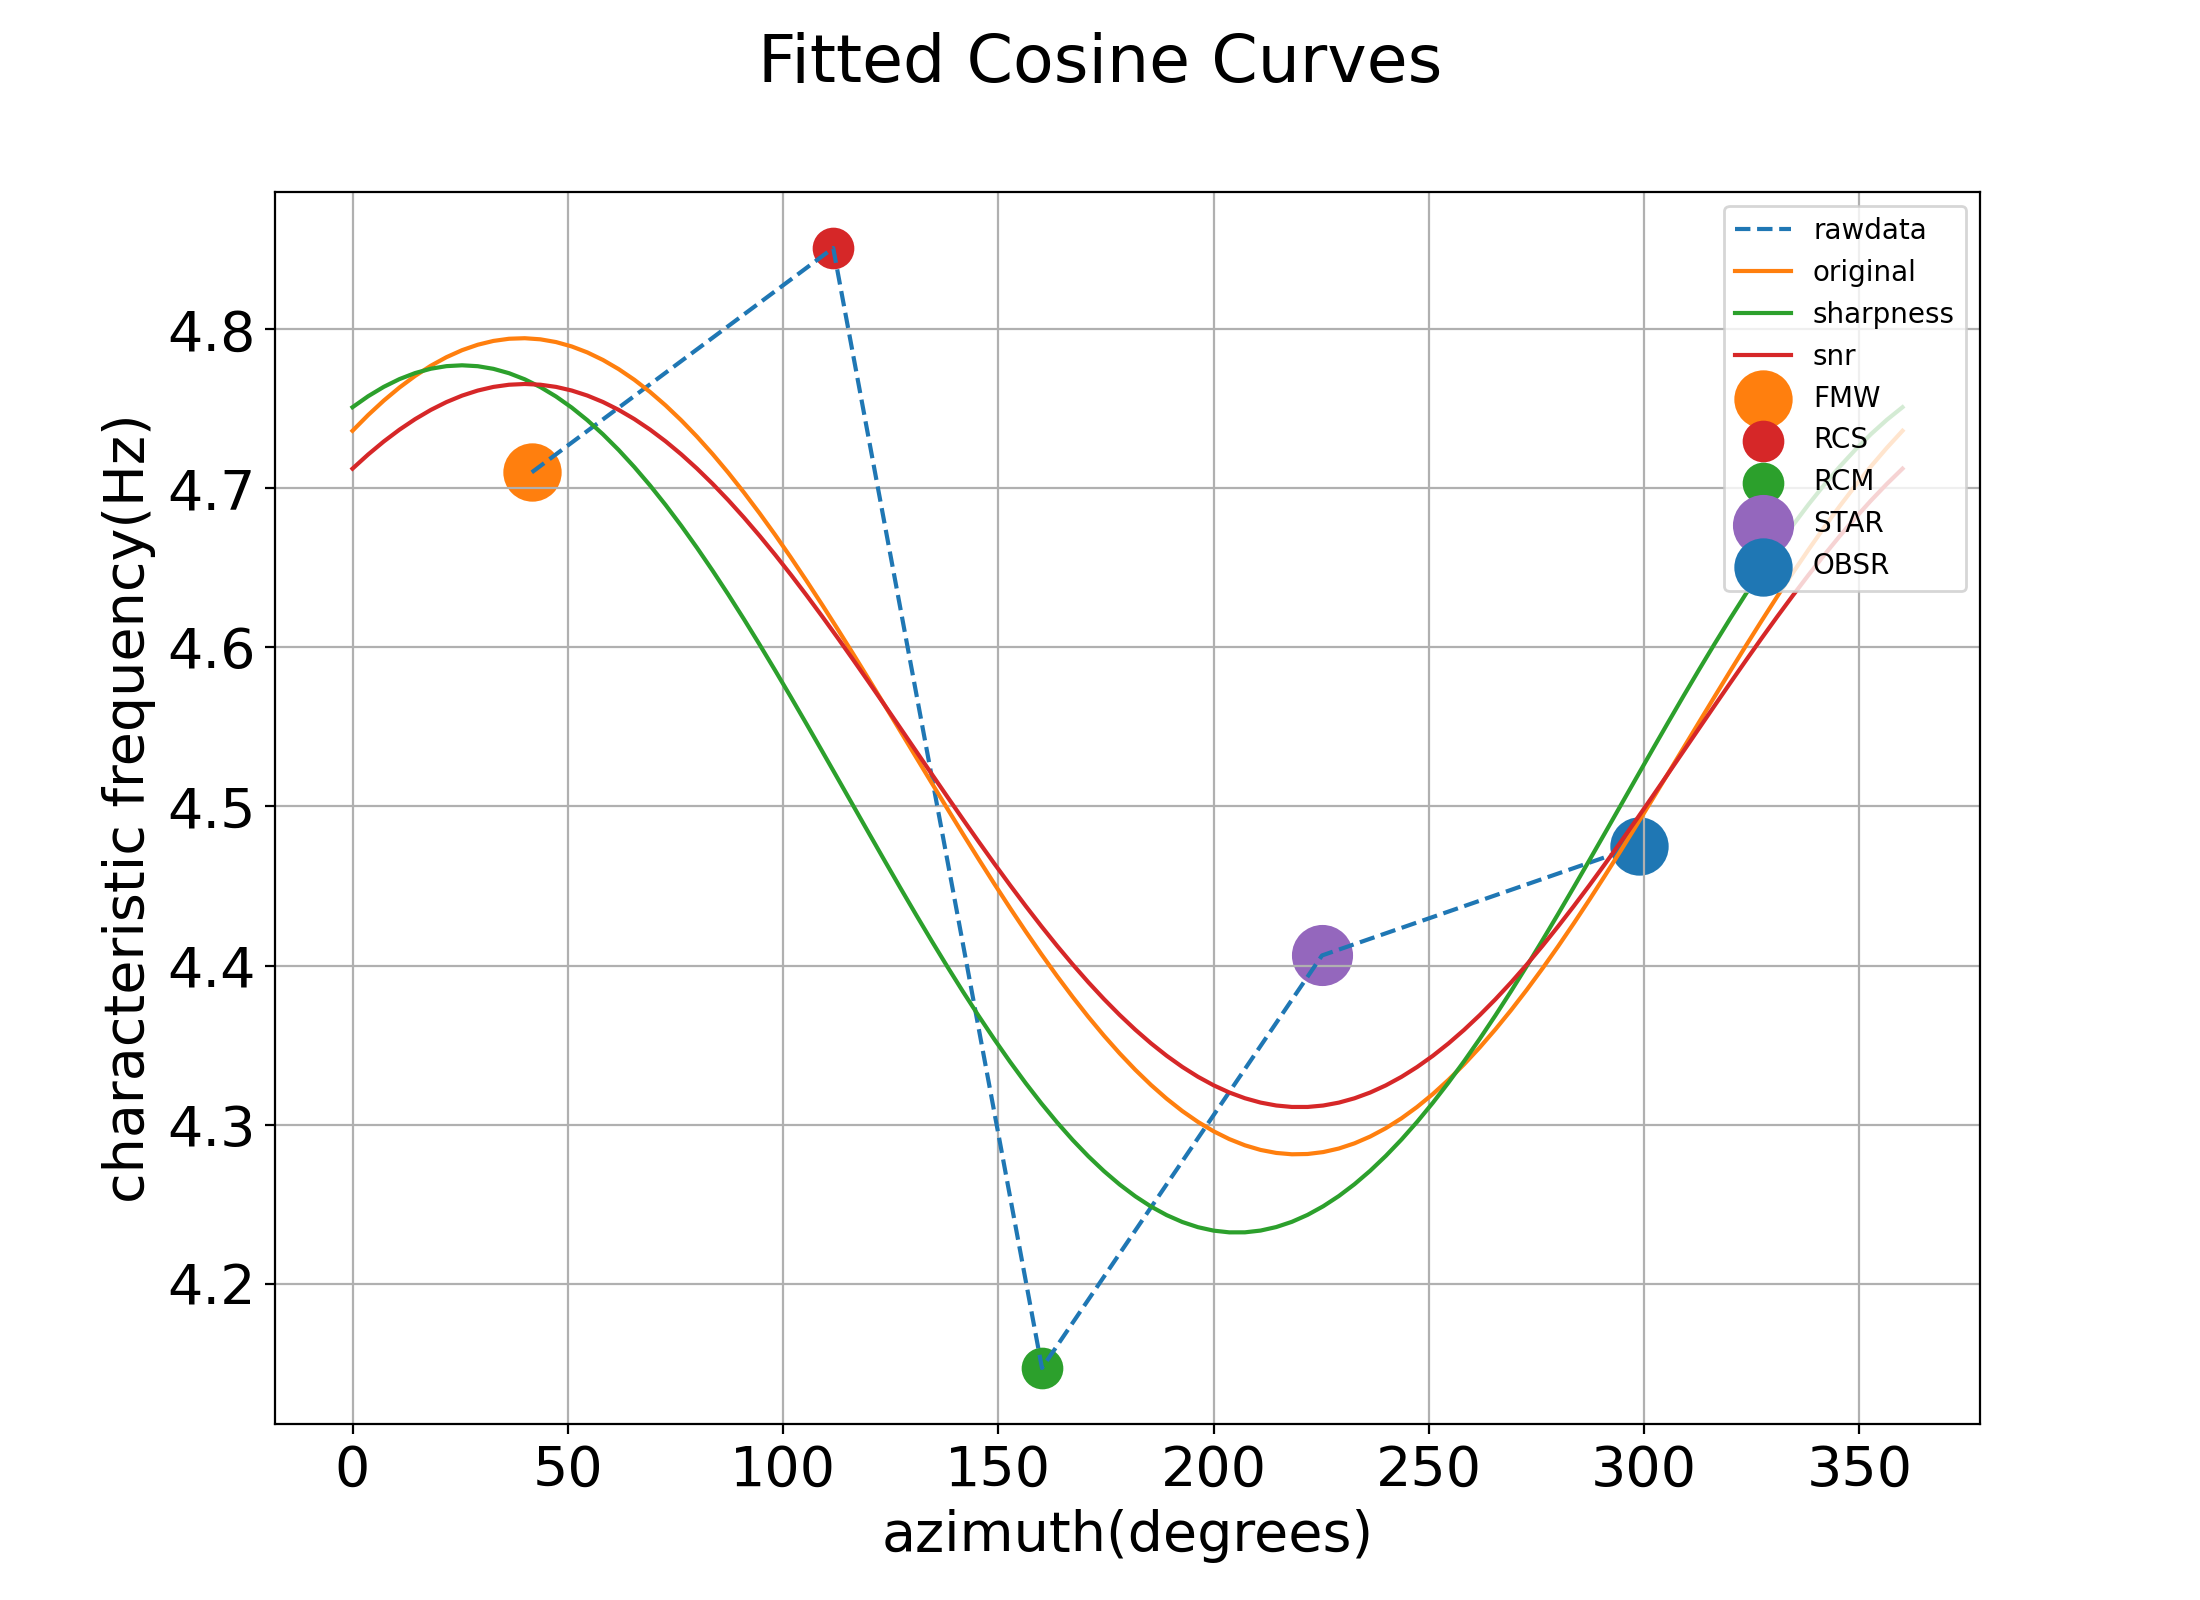 Fitted Cosine Curves
rawdata
original
sharpness
snr
FMW
RCS
RCM
STAR
OBSR
characteristic frequency(Hz)
4.8
4.7
4.6
4.5
4.4
4.3
4.2
0 50 100 150 200 250 300 350
azimuth(degrees)